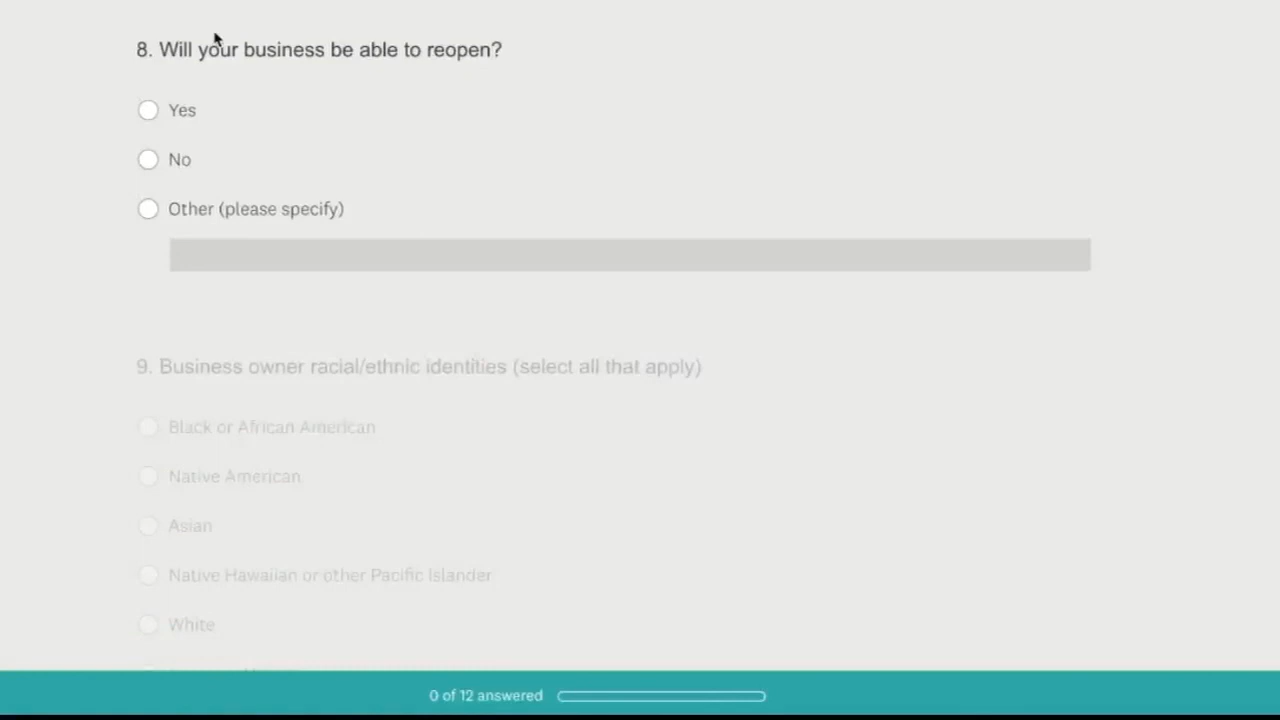 8. Will your business be able to reopen?
Yes
No
Other (please specify)
9. Business owner racial/ethnic identities (select all that apply)
Black or African American
Native American
Asian
Native Hawaiian or other Pacific Islander
White
0 of 12 answered